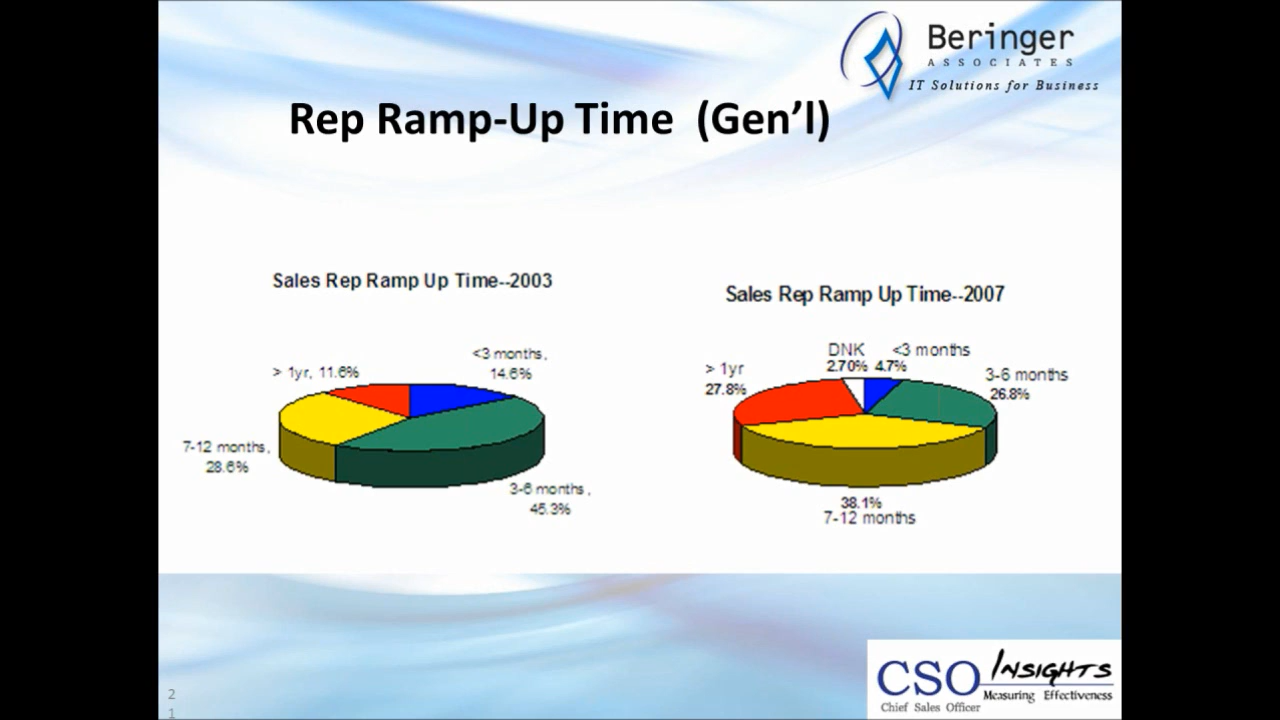 Beringer
ASSOCIATES
IT Solutions for Business
Rep Ramp-Up Time (Gen'l)
Sales Rep Ramp Up Time--2003
<3 months,
14.6%
> 1yr, 11.6%
7-12 months,
28.6%
3-6 months,
45.3%
Sales Rep Ramp Up Time--2007
DNK
2.70%
<3 months
4.7%
> 1yr
27.8%
3-6 months
26.8%
38.1%
7-12 months
CSO INSIGHTS
Measuring Effectiveness
Chief Sales Officer
2
1